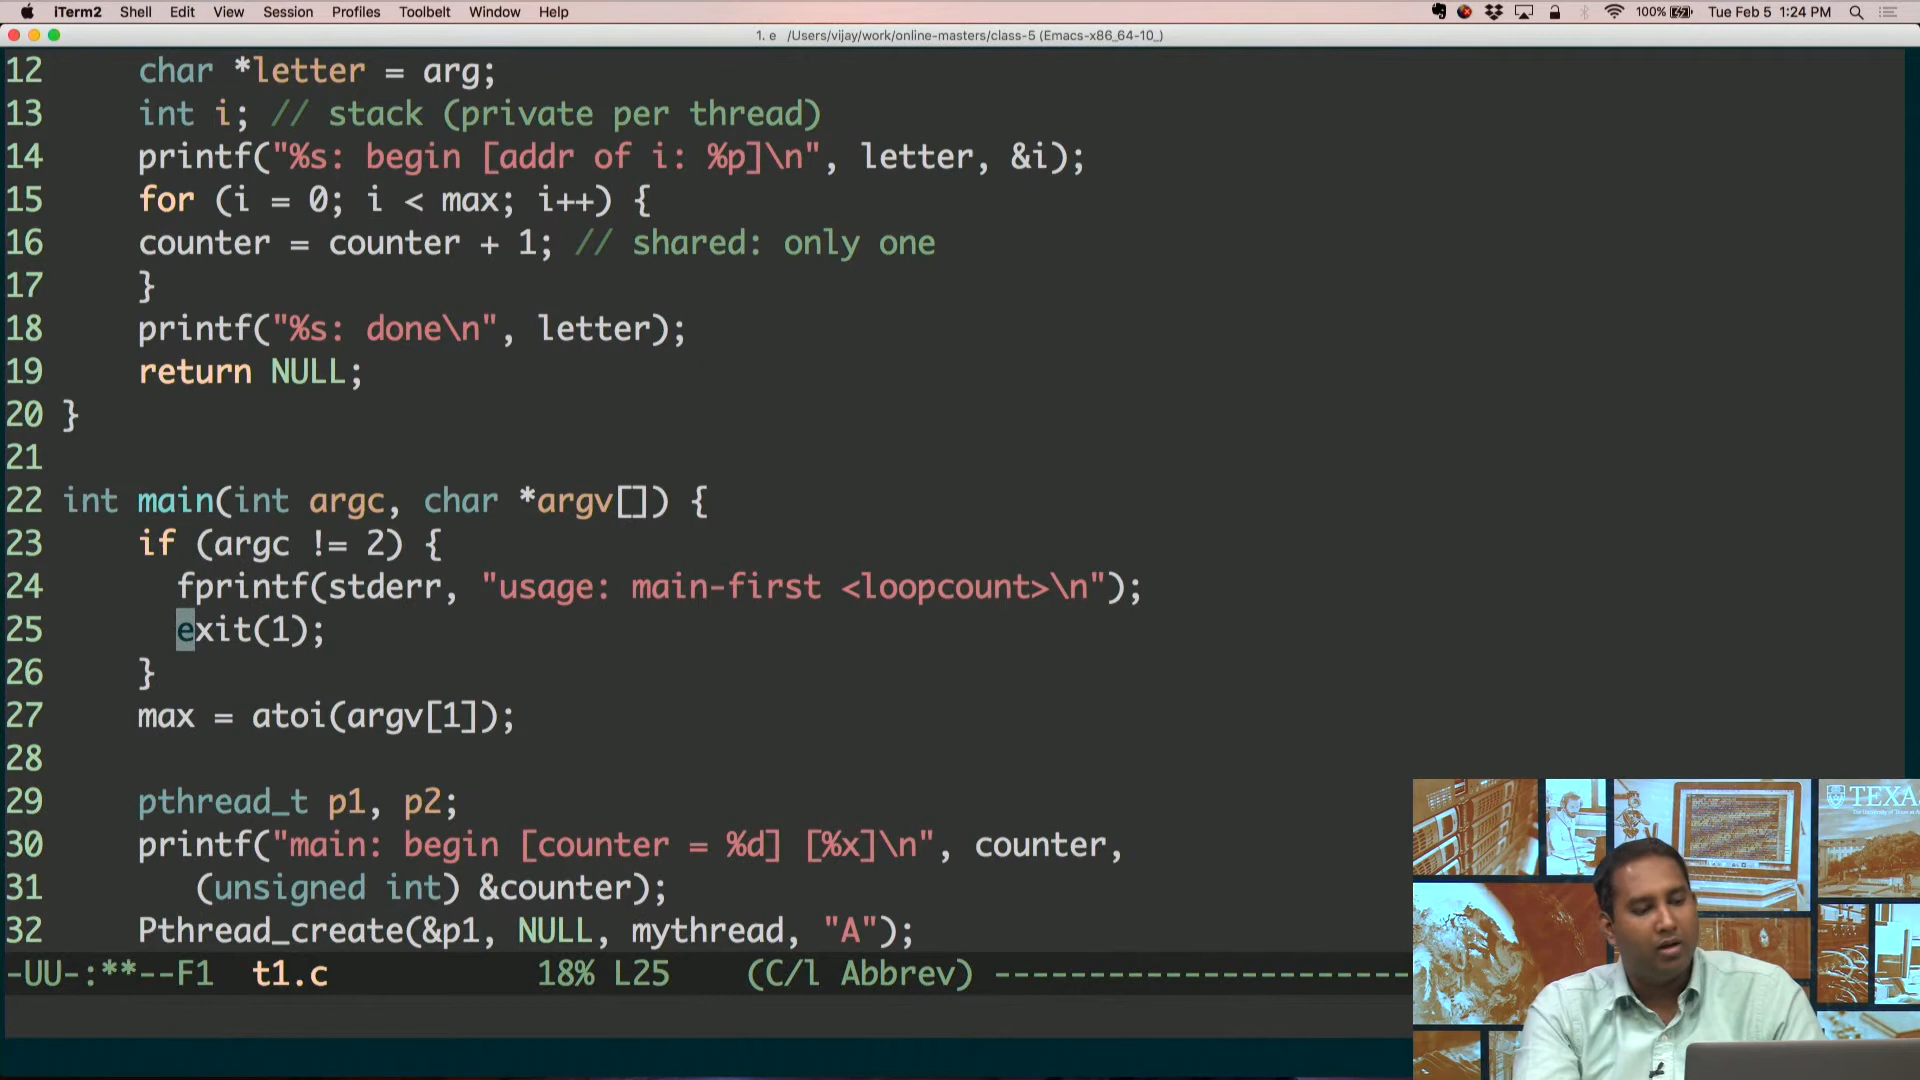 iTerm2 Shell Edit View Session Profiles Toolbelt Window Help 100% Tue Feb 5 1:24 PM
1. e /Users/vijay/work/online-masters/class-5 (Emacs-x86_64-10_)
12 char *letter = arg;
13 int i; // stack (private per thread)
14 printf("%s: begin [addr of i: %p]\n", letter, &i);
15 for (i = 0; i < max; i++) {
16 counter = counter + 1; // shared: only one
17 }
18 printf("%s: done\n", letter);
19 return NULL;
20 }
21
22 int main(int argc, char *argv[]) {
23 if (argc != 2) {
24 fprintf(stderr, "usage: main-first <loopcount>\n");
25 exit(1);
26 }
27 max = atoi(argv[1]);
28
29 pthread_t p1, p2;
30 printf("main: begin [counter = %d] [%x]\n", counter,
31 (unsigned int) &counter);
32 Pthread_create(&p1, NULL, mythread, "A");
-UU-:**--F1 t1.c 18% L25 (C/l Abbrev) ----------------------
TEXA